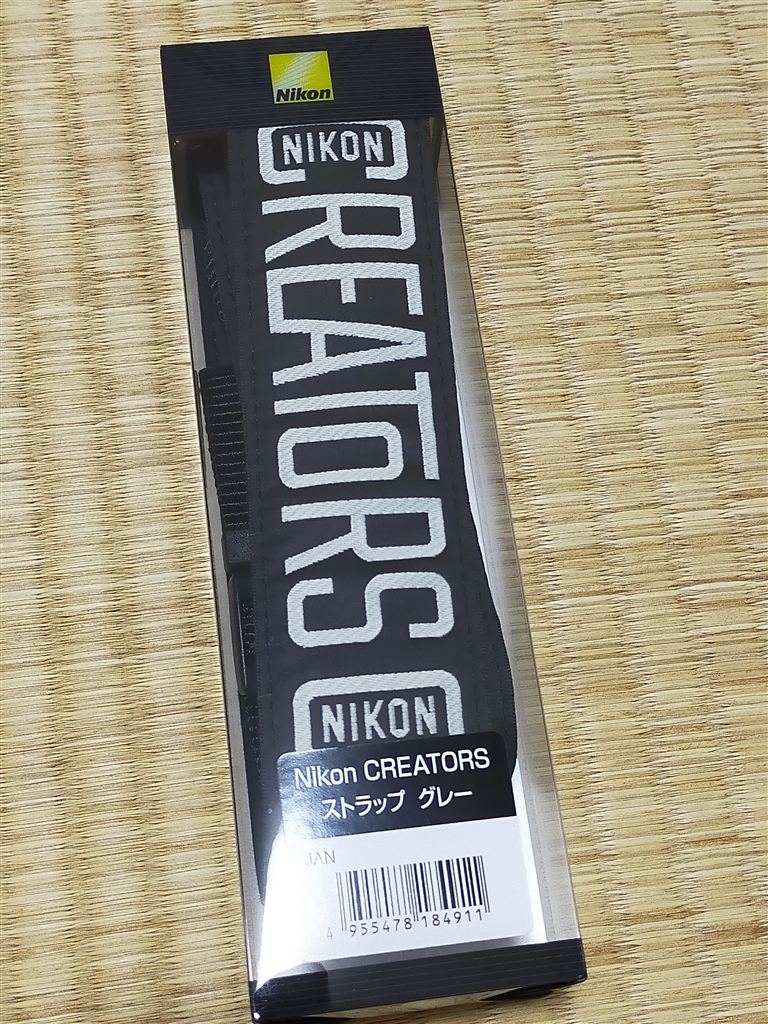 Nikon
NIKON
CREATORS
NIKON
Nikon CREATORS
ストラップ グレー
JAN
4 955478 184911